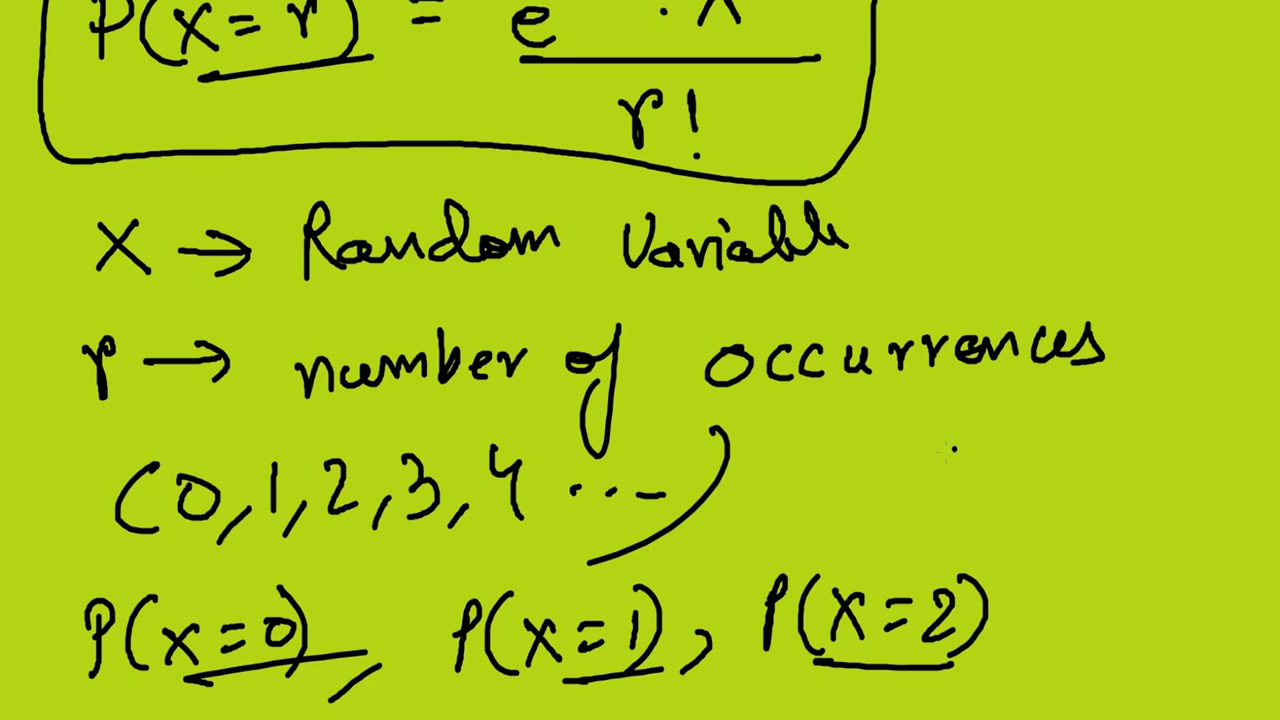 P(x=r) = e . λ
r!
X → Random Variable
r → number of occurrences
(0,1,2,3,4 ...)
P(x=0), P(x=1), P(x=2)